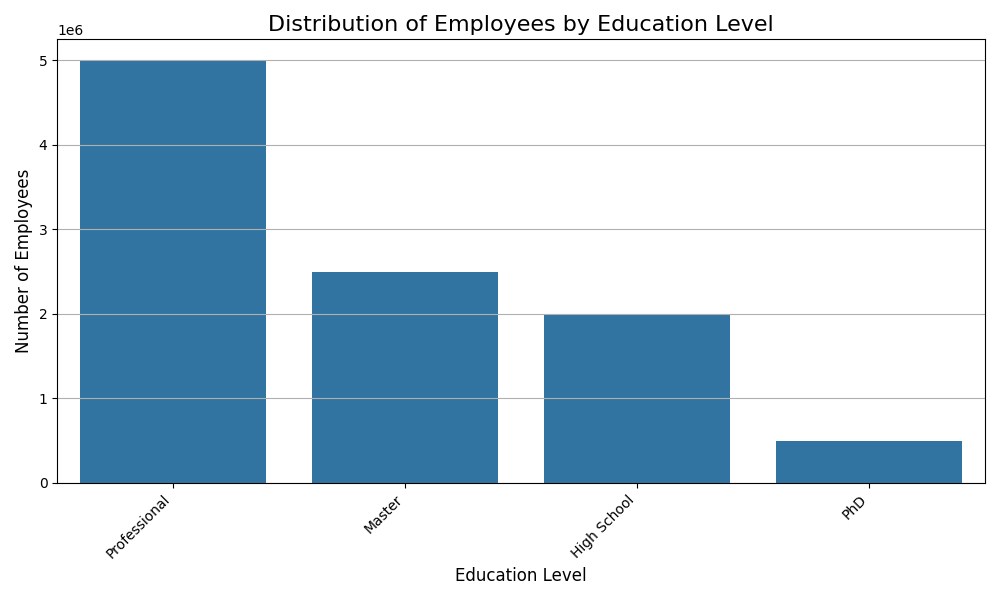 Distribution of Employees by Education Level
1e6
5
4
3
2
1
0
Number of Employees
Professional
Master
High School
PhD
Education Level